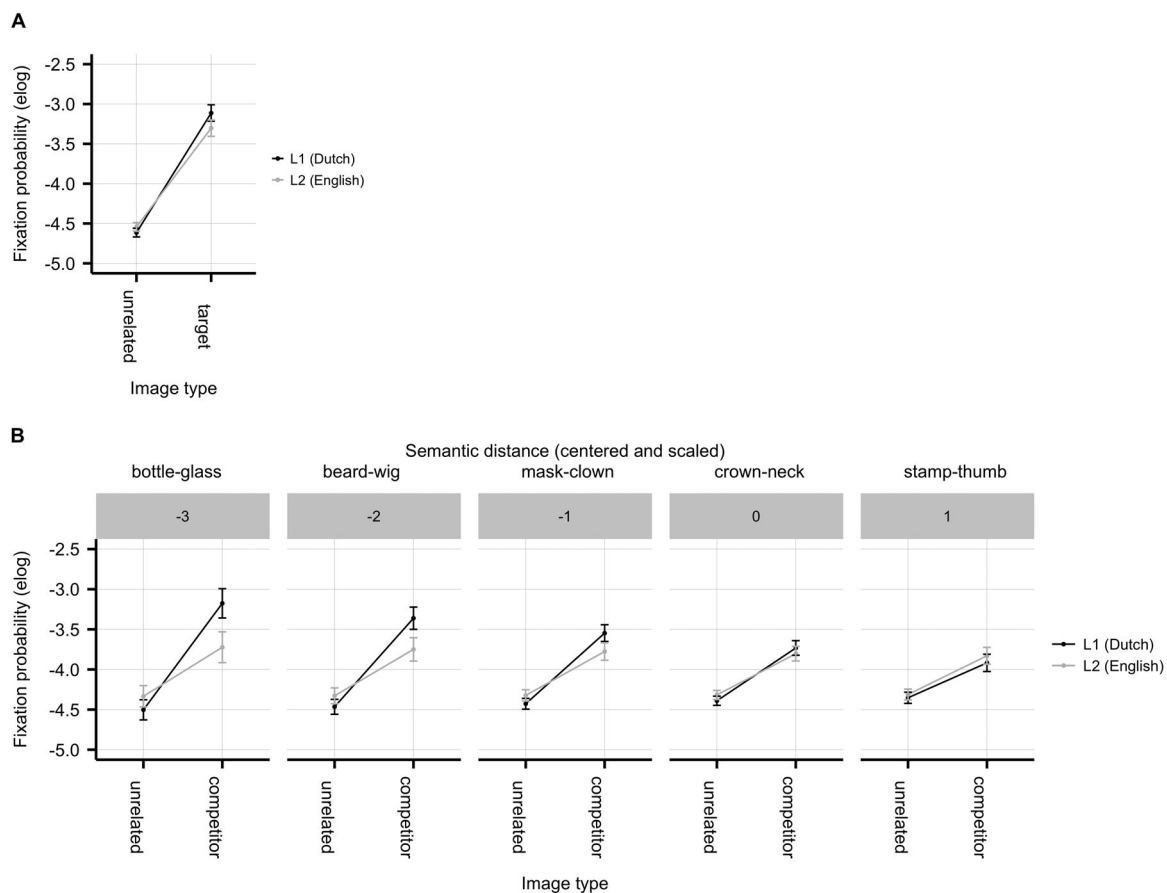 A
Fixation probability (elog)
-2.5
-3.0
-3.5
-4.0
-4.5
-5.0
unrelated
target
Image type
L1 (Dutch)
L2 (English)
B
Semantic distance (centered and scaled)
bottle-glass beard-wig mask-clown crown-neck stamp-thumb
-3 -2 -1 0 1
Fixation probability (elog)
-2.5
-3.0
-3.5
-4.0
-4.5
-5.0
unrelated competitor unrelated competitor unrelated competitor unrelated competitor unrelated competitor
Image type
L1 (Dutch)
L2 (English)